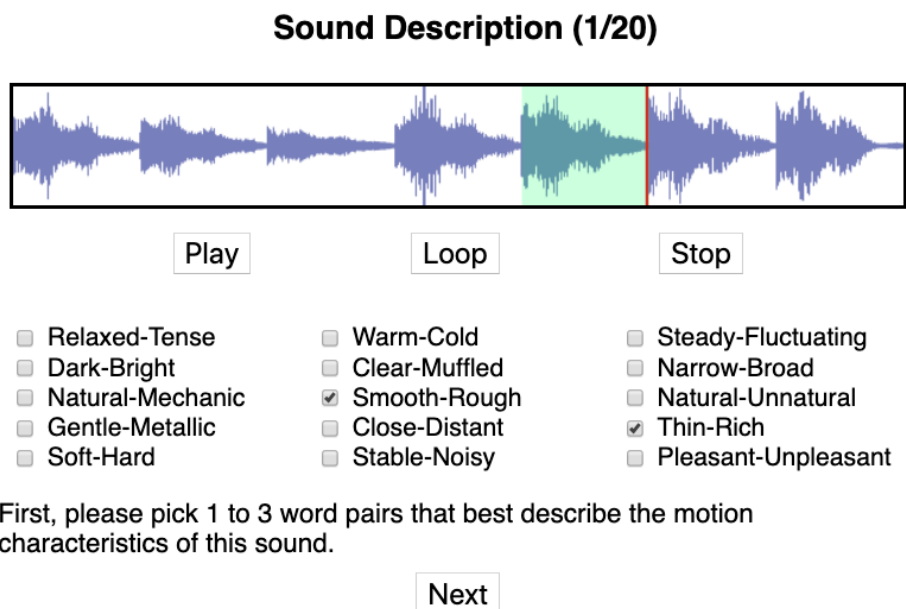 Sound Description (1/20)
Play
Loop
Stop
Relaxed-Tense
Warm-Cold
Steady-Fluctuating
Dark-Bright
Clear-Muffled
Narrow-Broad
Natural-Mechanic
Smooth-Rough
Natural-Unnatural
Gentle-Metallic
Close-Distant
Thin-Rich
Soft-Hard
Stable-Noisy
Pleasant-Unpleasant
First, please pick 1 to 3 word pairs that best describe the motion
characteristics of this sound.
Next